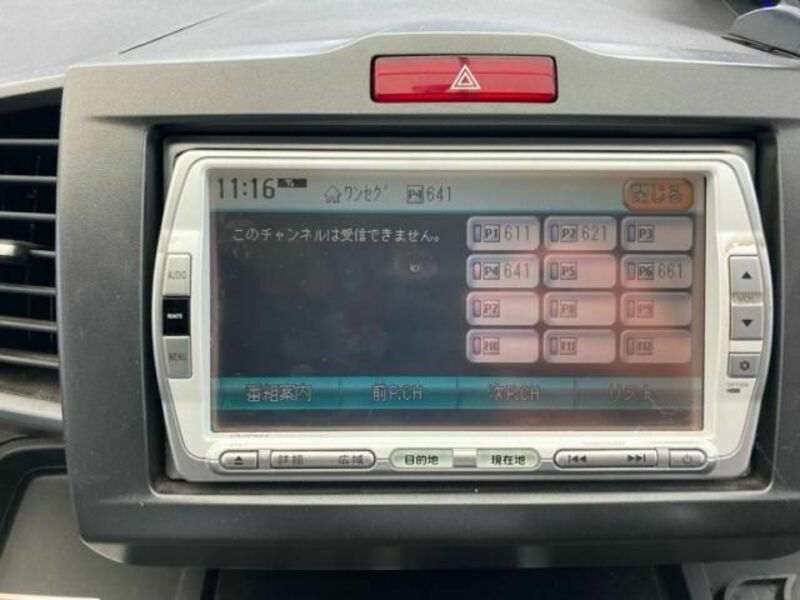 11:16 ワンセグ P4 641 閉じる
このチャンネルは受信できません。
P1 611 P2 621 P3
P4 641 P5 P6 661
P7 P8 P9
P10 P11 P12
番組案内 前P.CH 次P.CH リスト
AUDIO
MENU
VOL
OPTION
詳細 広域 目的地 現在地